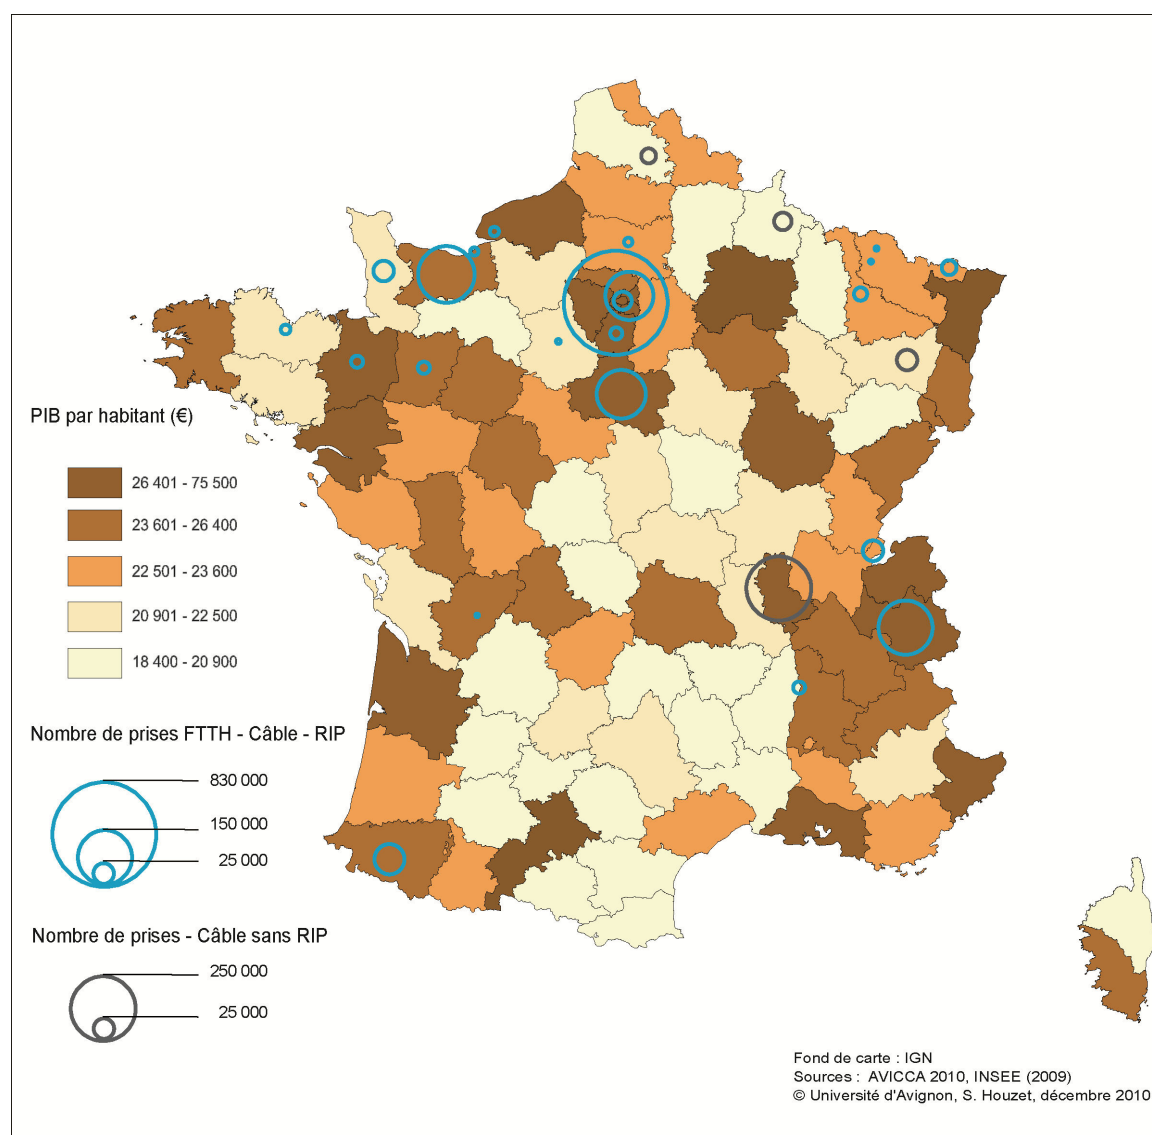 PIB par habitant (€)
26 401 - 75 500
23 601 - 26 400
22 501 - 23 600
20 901 - 22 500
18 400 - 20 900
Nombre de prises FTTH - Câble - RIP
830 000
150 000
25 000
Nombre de prises - Câble sans RIP
250 000
25 000
Fond de carte : IGN
Sources : AVICCA 2010, INSEE (2009)
© Université d'Avignon, S. Houzet, décembre 2010